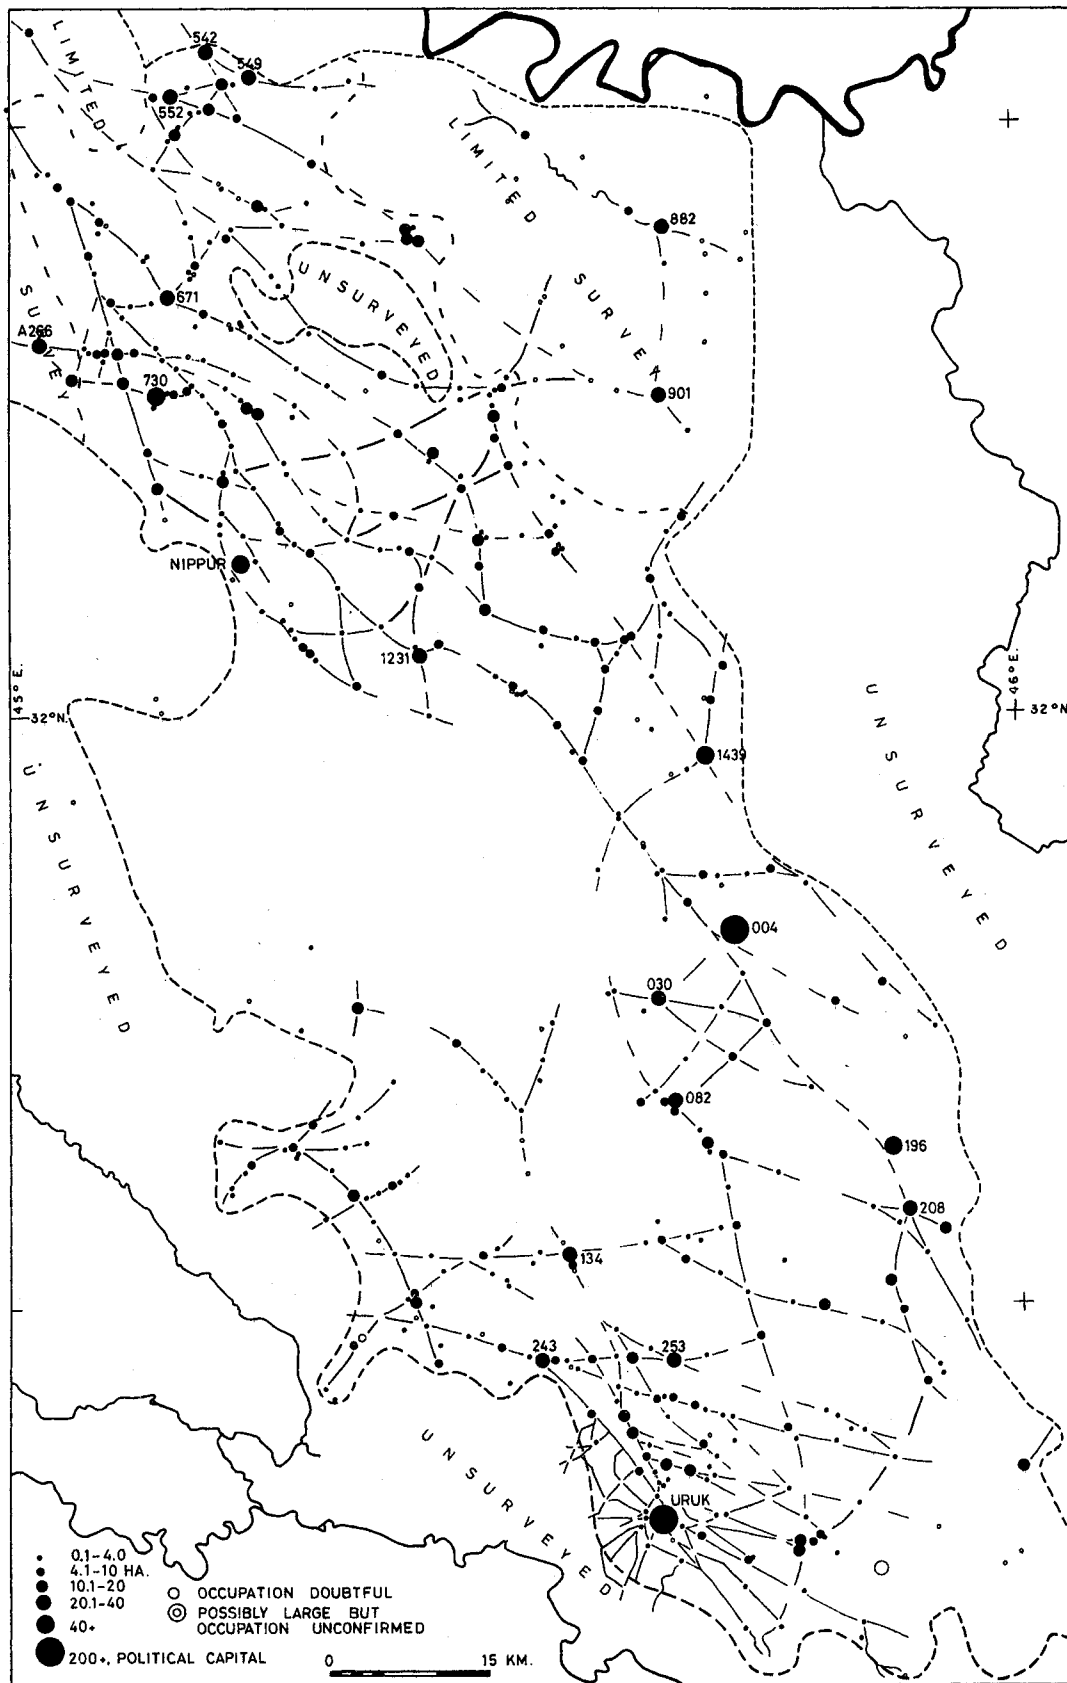 LIMITED
542
549
552
LIMITED SURVEY
882
UNSURVEYED
671
SURVEY
A266
730
901
NIPPUR
1231
45°E.
32°N.
46°E.
32°N
UNSURVEYED
1439
UNSURVEYED
004
030
082
196
208
134
243
253
UNSURVEYED
URUK
0.1–4.0
4.1–10 HA.
10.1–20
20.1–40
40+
200+, POLITICAL CAPITAL
OCCUPATION DOUBTFUL
POSSIBLY LARGE BUT
OCCUPATION UNCONFIRMED
0 15 KM.